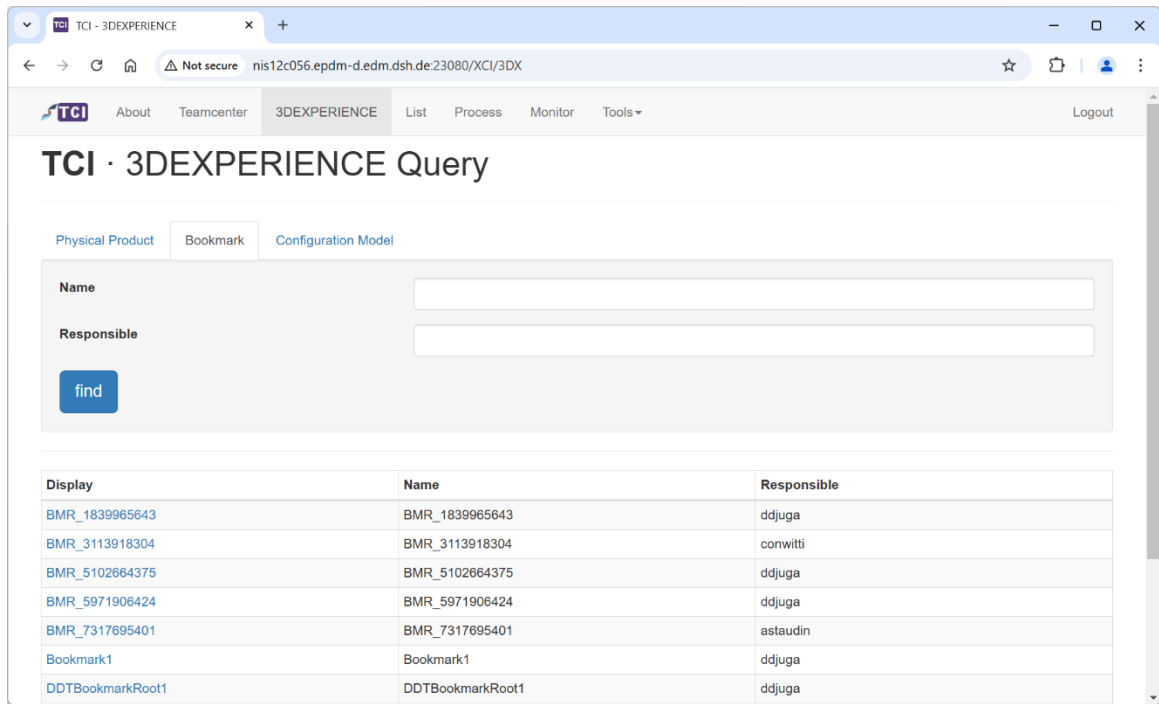 TCI TCI - 3DEXPERIENCE
Not secure nis12c056.epdm-d.edm.dsh.de:23080/XCI/3DX
TCI About Teamcenter 3DEXPERIENCE List Process Monitor Tools Logout
TCI · 3DEXPERIENCE Query
Physical Product Bookmark Configuration Model
Name
Responsible
find
Display Name Responsible
BMR_1839965643 BMR_1839965643 ddjuga
BMR_3113918304 BMR_3113918304 conwitti
BMR_5102664375 BMR_5102664375 ddjuga
BMR_5971906424 BMR_5971906424 ddjuga
BMR_7317695401 BMR_7317695401 astaudin
Bookmark1 Bookmark1 ddjuga
DDTBookmarkRoot1 DDTBookmarkRoot1 ddjuga